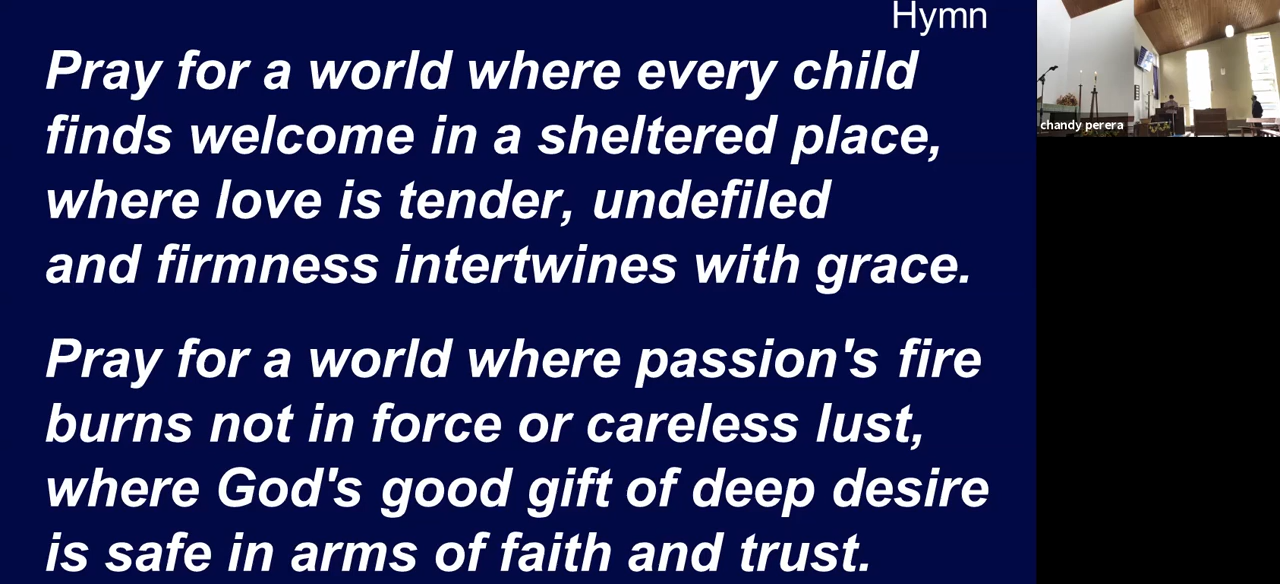 Hymn
Pray for a world where every child
finds welcome in a sheltered place,
where love is tender, undefiled
and firmness intertwines with grace.
Pray for a world where passion's fire
burns not in force or careless lust,
where God's good gift of deep desire
is safe in arms of faith and trust.
chandy perera